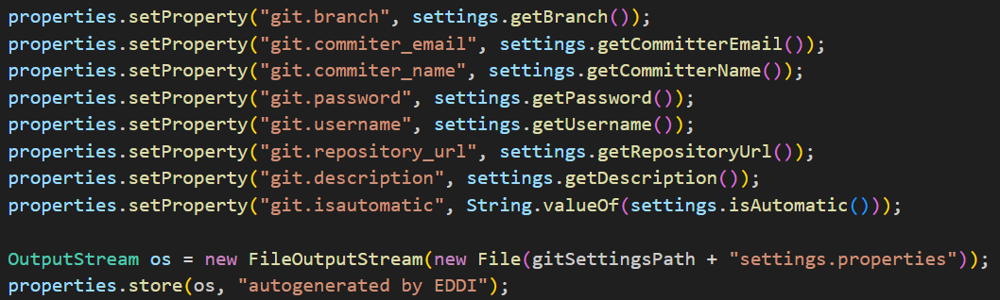 properties.setProperty("git.branch", settings.getBranch());
properties.setProperty("git.commiter_email", settings.getCommitterEmail());
properties.setProperty("git.commiter_name", settings.getCommitterName());
properties.setProperty("git.password", settings.getPassword());
properties.setProperty("git.username", settings.getUsername());
properties.setProperty("git.repository_url", settings.getRepositoryUrl());
properties.setProperty("git.description", settings.getDescription());
properties.setProperty("git.isautomatic", String.valueOf(settings.isAutomatic()));
OutputStream os = new FileOutputStream(new File(gitSettingsPath + "settings.properties"));
properties.store(os, "autogenerated by EDDI");